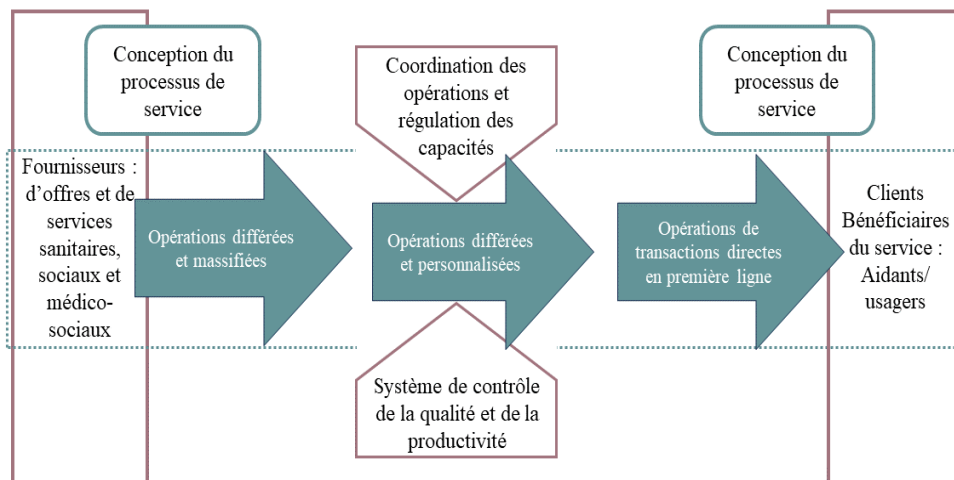 Conception du
processus de
service
Coordination des
opérations et
régulation des
capacités
Conception du
processus de
service
Fournisseurs :
d’offres et de
services
sanitaires,
sociaux et
médico-
sociaux
Opérations différées
et massifiées
Opérations différées
et personnalisées
Opérations de
transactions directes
en première ligne
Clients
Bénéficiaires
du service :
Aidants/
usagers
Système de contrôle
de la qualité et de la
productivité